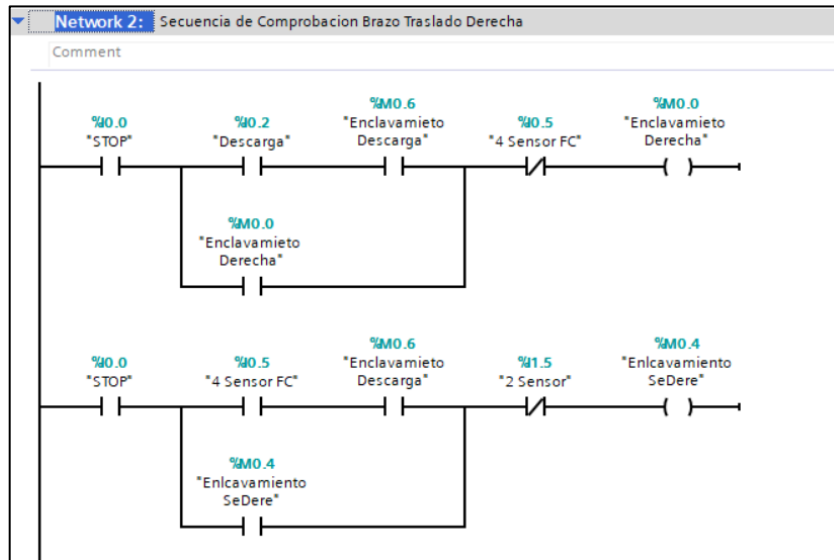 Network 2: Secuencia de Comprobacion Brazo Traslado Derecha
Comment
%I0.0
"STOP"
%I0.2
"Descarga"
%M0.6
"Enclavamieto
Descarga"
%I0.5
"4 Sensor FC"
%M0.0
"Enclavamieto
Derecha"
%M0.0
"Enclavamieto
Derecha"
%I0.0
"STOP"
%I0.5
"4 Sensor FC"
%M0.6
"Enclavamieto
Descarga"
%I1.5
"2 Sensor"
%M0.4
"Enlcavamiento
SeDere"
%M0.4
"Enlcavamiento
SeDere"